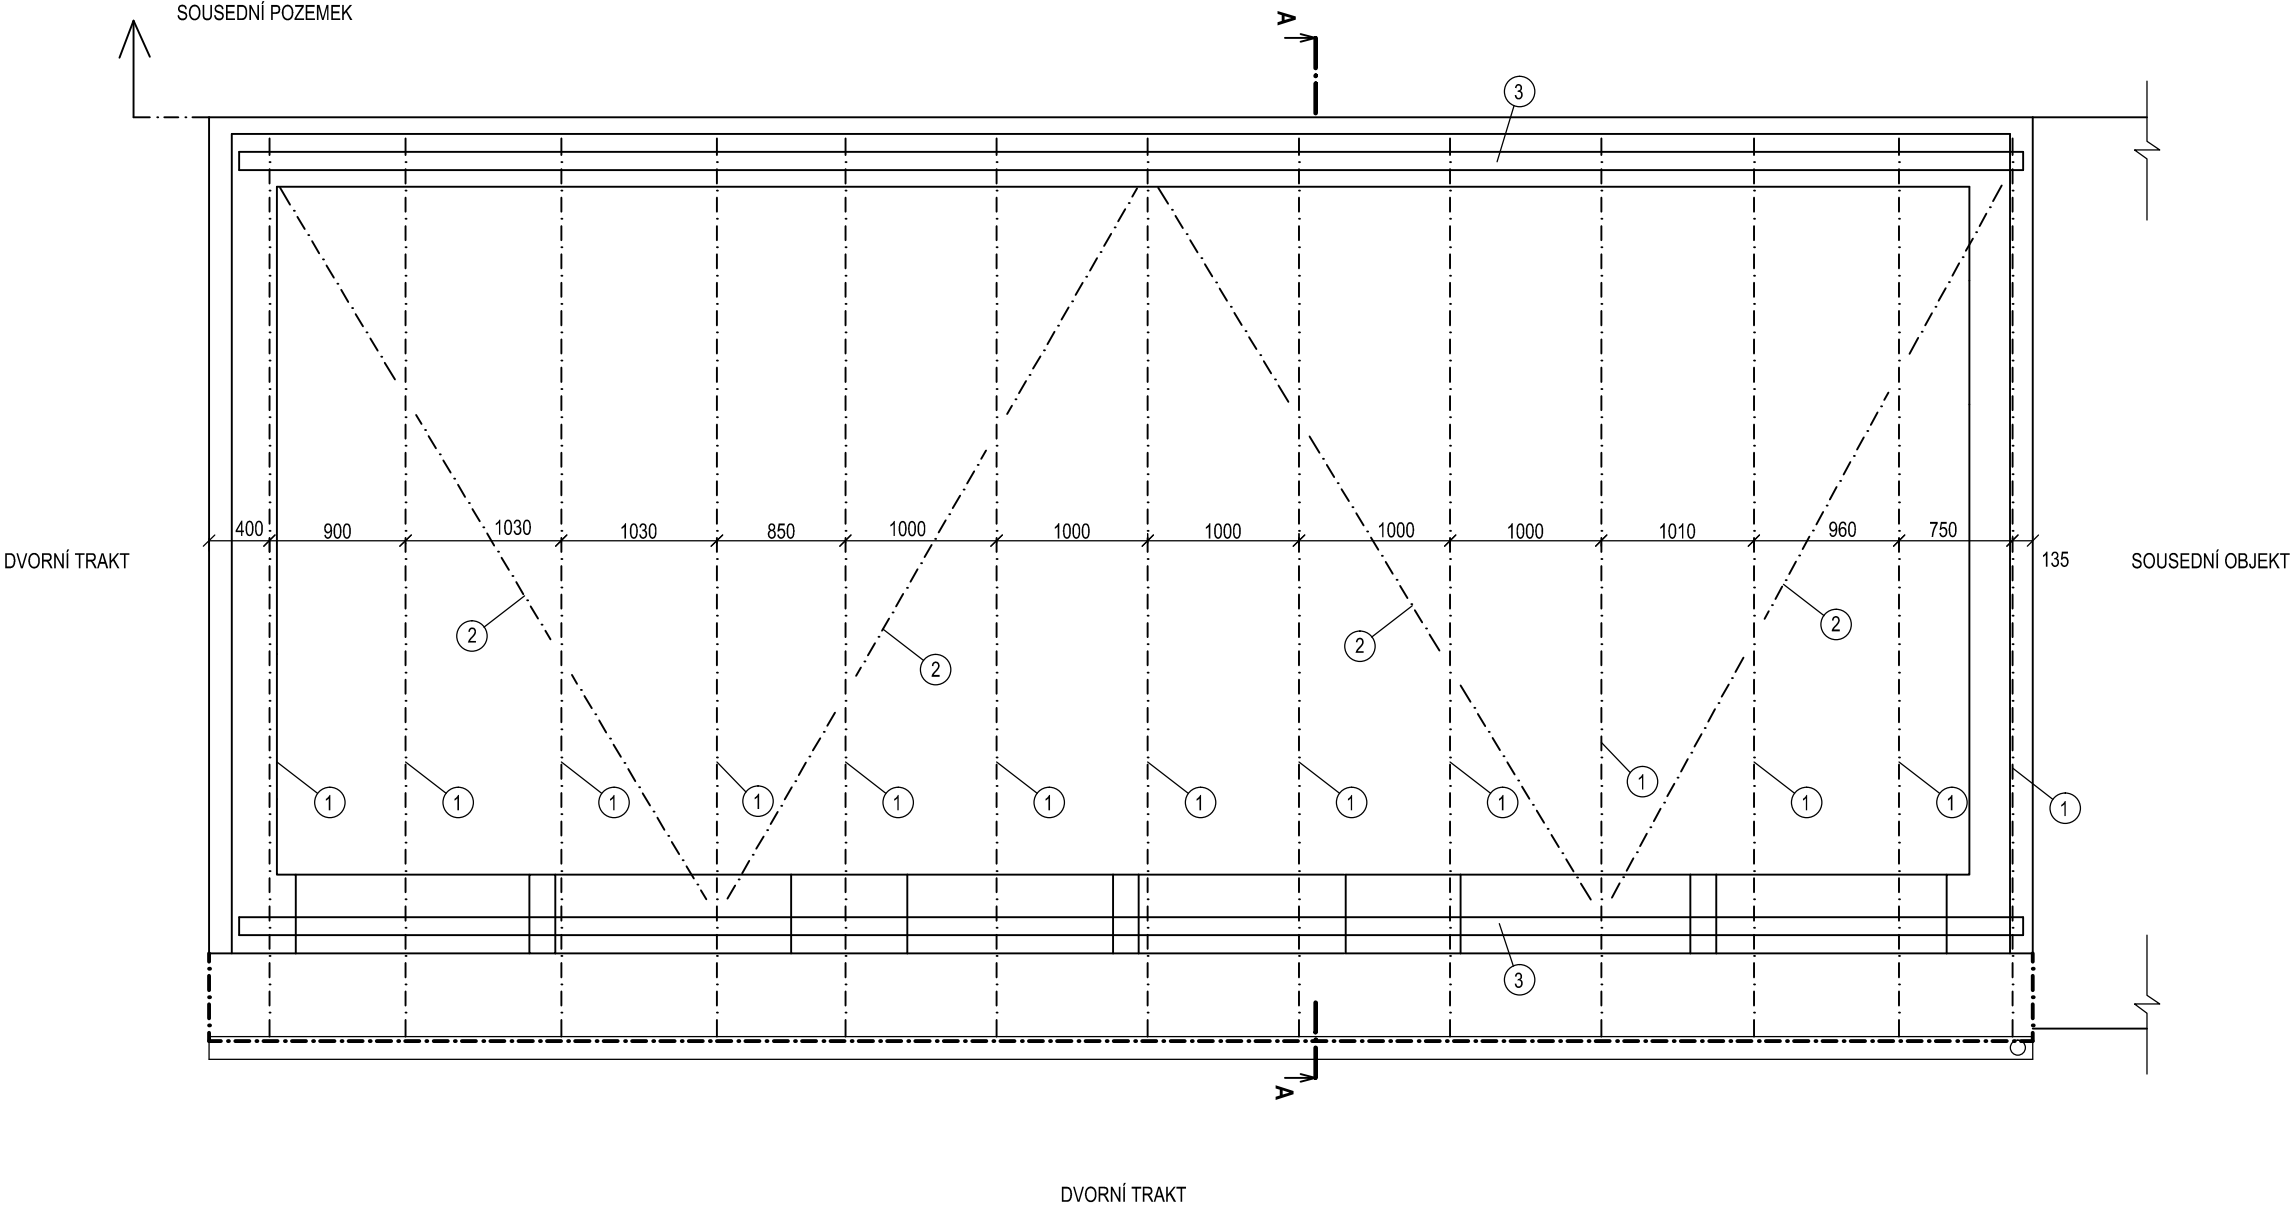 SOUSEDNÍ POZEMEK
A
3
400 900 1030 1030 850 1000 1000 1000 1000 1000 1010 960 750
135
DVORNÍ TRAKT
SOUSEDNÍ OBJEKT
2 2 2 2
1 1 1 1 1 1 1 1 1 1 1 1 1
3
A
DVORNÍ TRAKT